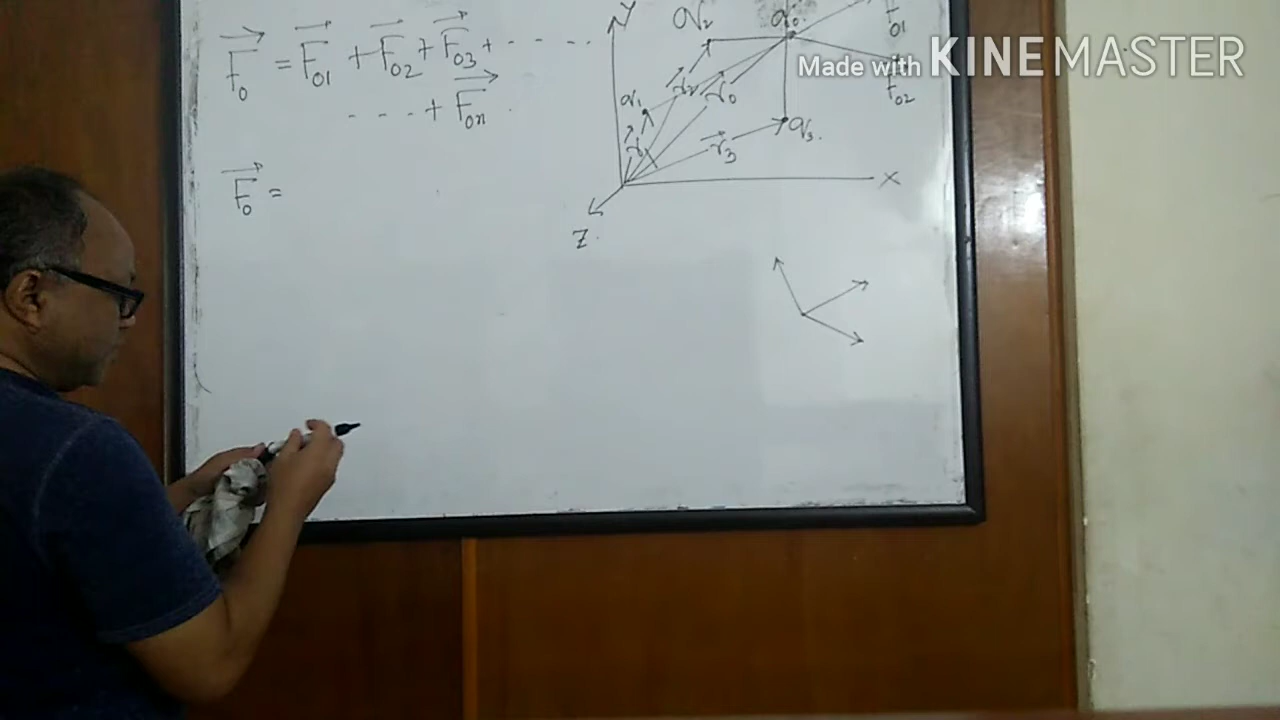 F₀ = F₀₁ + F₀₂ + F₀₃ + - - - -
- - - + F₀n
F₀ =
Y
q₂
q₀
F₀₁
Made with KINEMASTER
F₀₂
r₂
r₀
q₁
r₁
r₃
q₃
X
Z